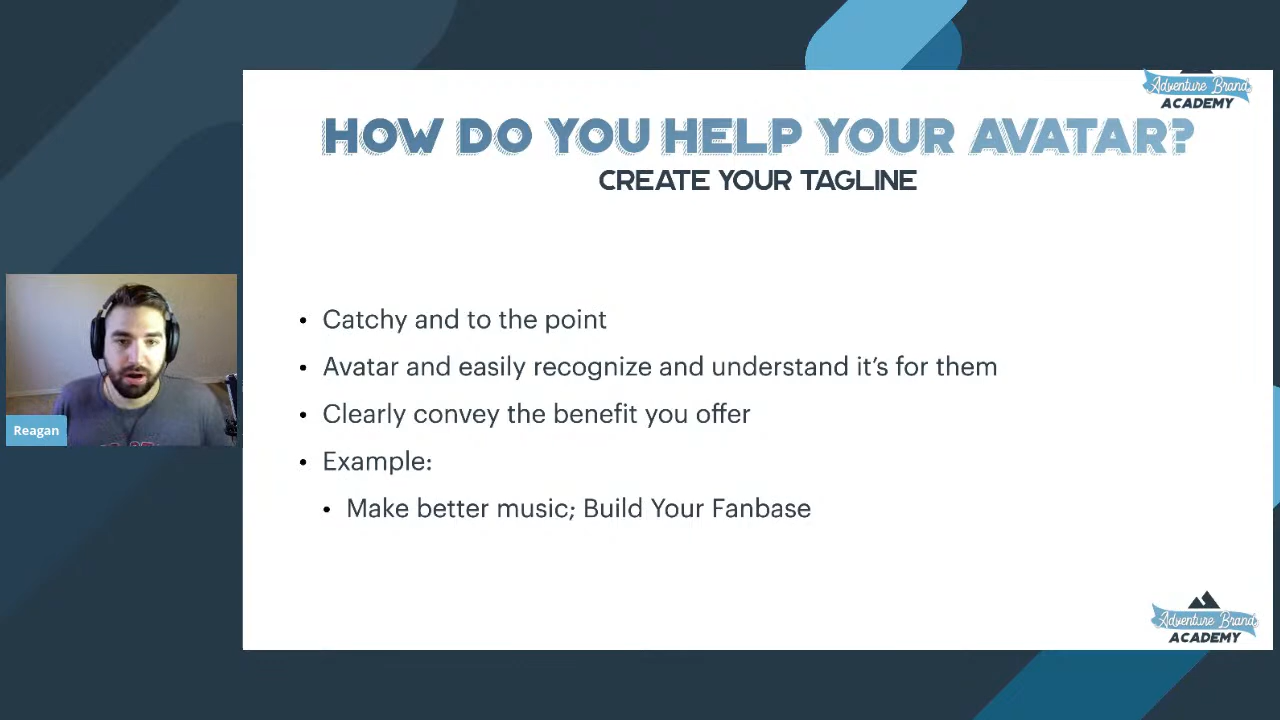 Adventure Brand
ACADEMY
HOW DO YOU HELP YOUR AVATAR?
CREATE YOUR TAGLINE
• Catchy and to the point
• Avatar and easily recognize and understand it's for them
• Clearly convey the benefit you offer
• Example:
• Make better music; Build Your Fanbase
Reagan
Adventure Brand
ACADEMY